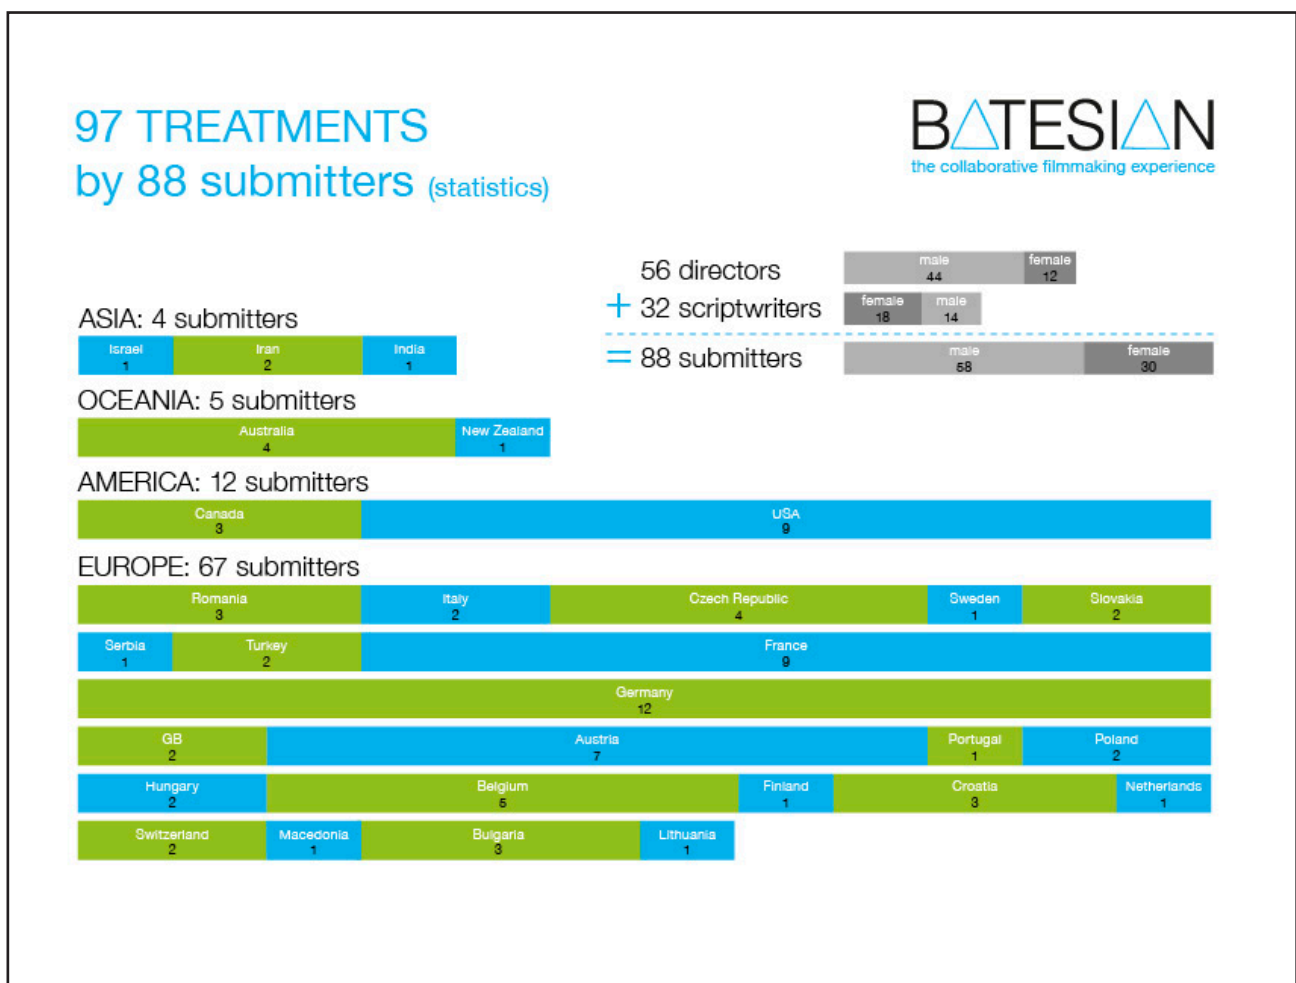 97 TREATMENTS
by 88 submitters (statistics)
BATESIAN
the collaborative filmmaking experience
56 directors
male female
44 12
+ 32 scriptwriters
female male
18 14
= 88 submitters
male female
58 30
ASIA: 4 submitters
Israel Iran India
1 2 1
OCEANIA: 5 submitters
Australia New Zealand
4 1
AMERICA: 12 submitters
Canada USA
3 9
EUROPE: 67 submitters
Romania Italy Czech Republic Sweden Slovakia
3 2 4 1 2
Serbia Turkey France
1 2 9
Germany
12
GB Austria Portugal Poland
2 7 1 2
Hungary Belgium Finland Croatia Netherlands
2 5 1 3 1
Switzerland Macedonia Bulgaria Lithuania
2 1 3 1